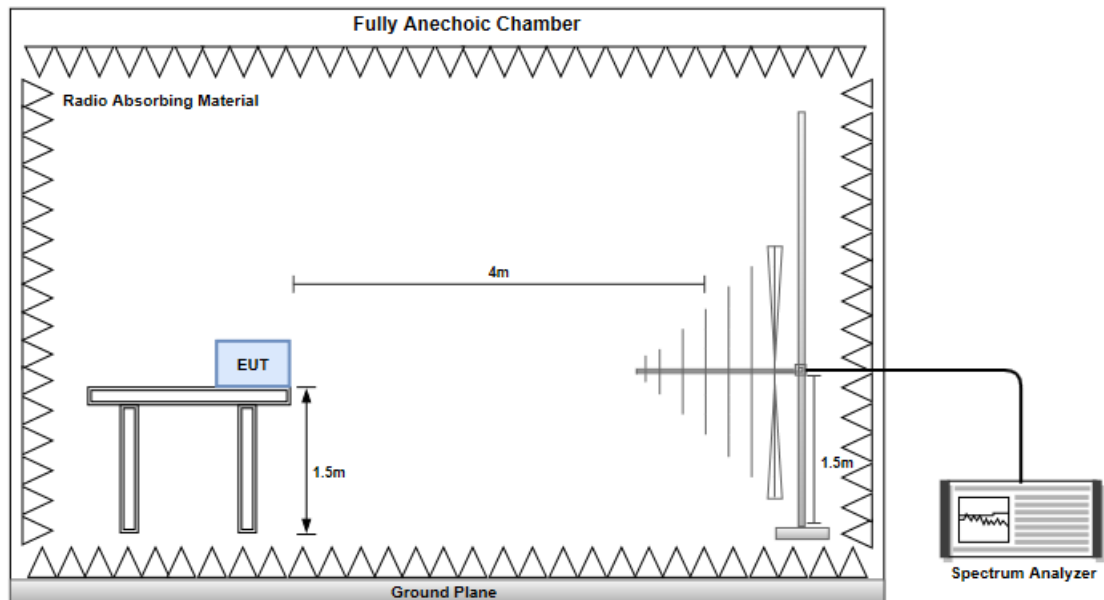 Fully Anechoic Chamber
Radio Absorbing Material
4m
EUT
1.5m
1.5m
Spectrum Analyzer
Ground Plane